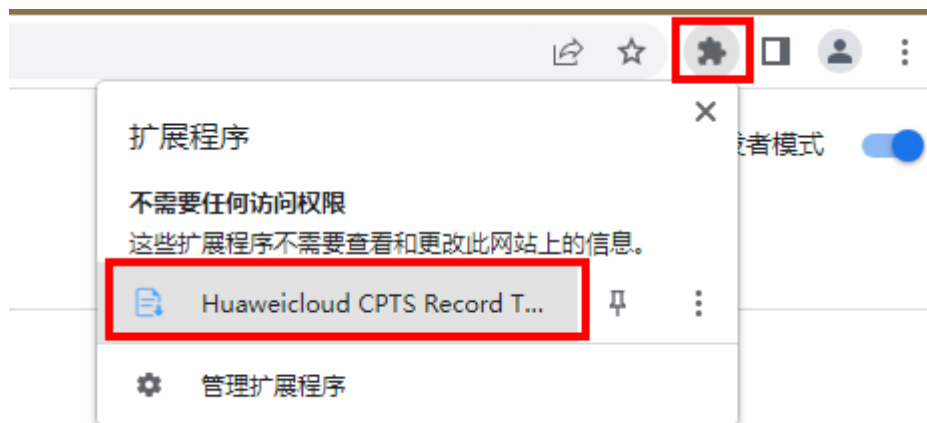 扩展程序
者模式
不需要任何访问权限
这些扩展程序不需要查看和更改此网站上的信息。
Huaweicloud CPTS Record T...
管理扩展程序